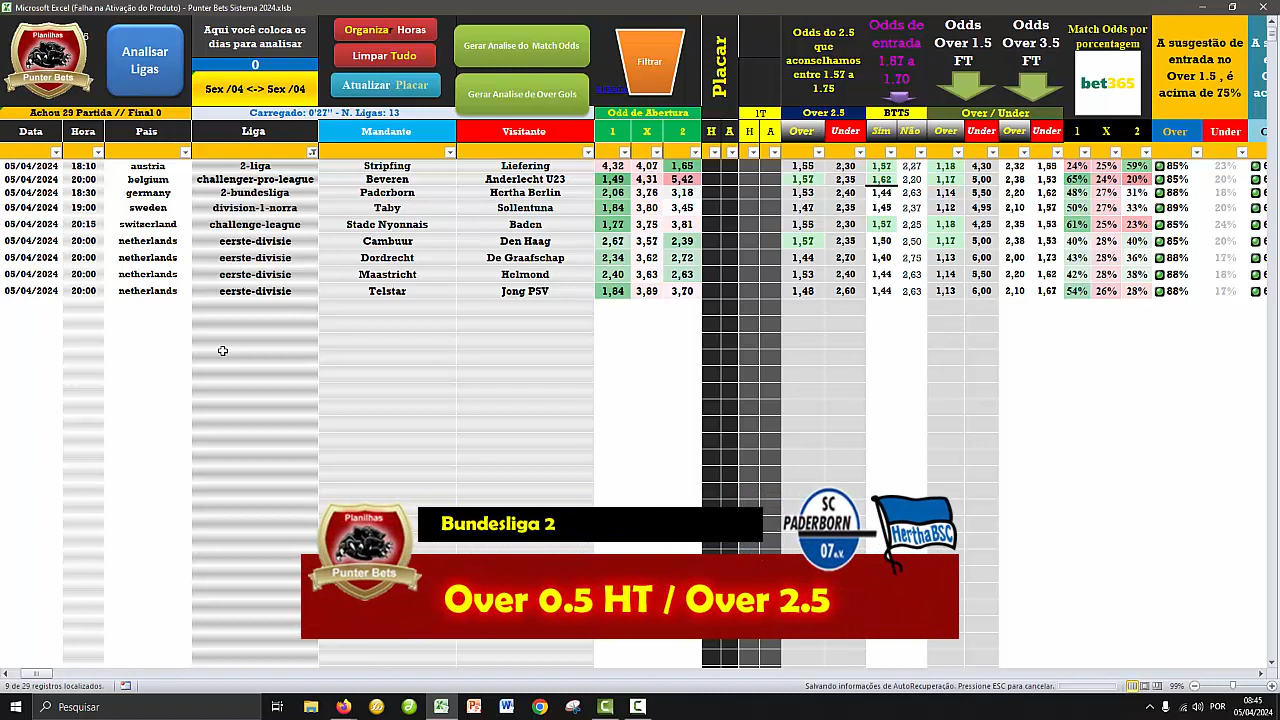 Microsoft Excel (Falha na Ativação do Produto) - Punter Bets Sistema 2024.xlsb
Planilhas
Punter Bets
Analisar
Ligas
Aqui você coloca os
dias para analisar
0
Sex /04 <-> Sex /04
Organizar Horas
Limpar Tudo
Atualizar Placar
Gerar Analise do Match Odds
Gerar Analise de Over Gols
Filtrar
Placar
Odds do 2.5
que
aconselhamos
entre 1.57 a
1.75
Odds de
entrada
1.57 a
1.70
Odds
Over 1.5
FT
Odds
Over 3.5
FT
Match Odds por
porcentagem
bet365
A susgestão de
entrada no
Over 1.5 , é
acima de 75%
Achou 29 Partida // Final 0
Carregado: 0'27" - N. Ligas: 13
Odd de Abertura
1T
Over 2.5
BTTS
Over / Under
Data Hora País Liga Mandante Visitante 1 X 2 H A H A Over Under Sim Não Over Under Over Under 1 X 2 Over Under
05/04/2024 18:10 austria 2-liga Stripfing Liefering 4,32 4,07 1,65 1,55 2,30 1,57 2,27 1,18 4,30 2,32 1,55 24% 25% 59% 85% 23%
05/04/2024 20:00 belgium challenger-pro-league Beveren Anderlecht U23 1,49 4,31 5,42 1,57 2,35 1,62 2,20 1,17 5,00 2,38 1,53 65% 24% 20% 85% 20%
05/04/2024 18:30 germany 2-bundesliga Paderborn Hertha Berlin 2,06 3,76 3,18 1,53 2,40 1,44 2,63 1,14 5,50 2,20 1,62 48% 27% 31% 88% 18%
05/04/2024 19:00 sweden division-1-norra Taby Sollentuna 1,84 3,80 3,45 1,47 2,35 1,45 2,37 1,12 4,95 2,10 1,57 50% 27% 33% 89% 20%
05/04/2024 20:15 switzerland challenge-league Stade Nyonnais Baden 1,77 3,75 3,81 1,55 2,30 1,57 2,25 1,18 4,25 2,35 1,53 61% 25% 23% 85% 24%
05/04/2024 20:00 netherlands eerste-divisie Cambuur Den Haag 2,67 3,57 2,39 1,57 2,35 1,50 2,50 1,17 5,00 2,38 1,53 40% 28% 40% 85% 20%
05/04/2024 20:00 netherlands eerste-divisie Dordrecht De Graafschap 2,34 3,62 2,72 1,44 2,70 1,40 2,75 1,13 6,00 2,00 1,73 43% 28% 36% 88% 17%
05/04/2024 20:00 netherlands eerste-divisie Maastricht Helmond 2,40 3,63 2,63 1,53 2,40 1,44 2,63 1,14 5,50 2,20 1,62 42% 28% 38% 88% 18%
05/04/2024 20:00 netherlands eerste-divisie Telstar Jong PSV 1,84 3,89 3,70 1,48 2,60 1,44 2,63 1,13 6,00 2,10 1,67 54% 26% 28% 88% 17%
Planilhas
Punter Bets
Bundesliga 2
SC
PADERBORN
07 e.V.
Hertha BSC
Over 0.5 HT / Over 2.5
9 de 29 registros localizados.
Salvando informações de AutoRecuperação. Pressione ESC para cancelar.
99%
Pesquisar
POR
08:45
05/04/2024